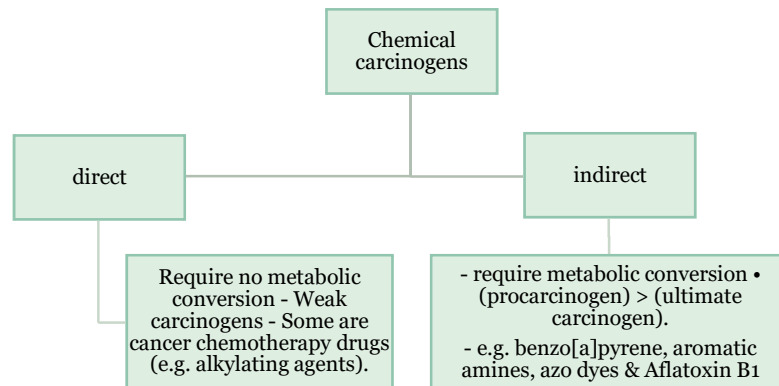 Chemical
carcinogens
direct
indirect
Require no metabolic
conversion - Weak
carcinogens - Some are
cancer chemotherapy drugs
(e.g. alkylating agents).
- require metabolic conversion •
(procarcinogen) > (ultimate
carcinogen).
- e.g. benzo[a]pyrene, aromatic
amines, azo dyes & Aflatoxin B1